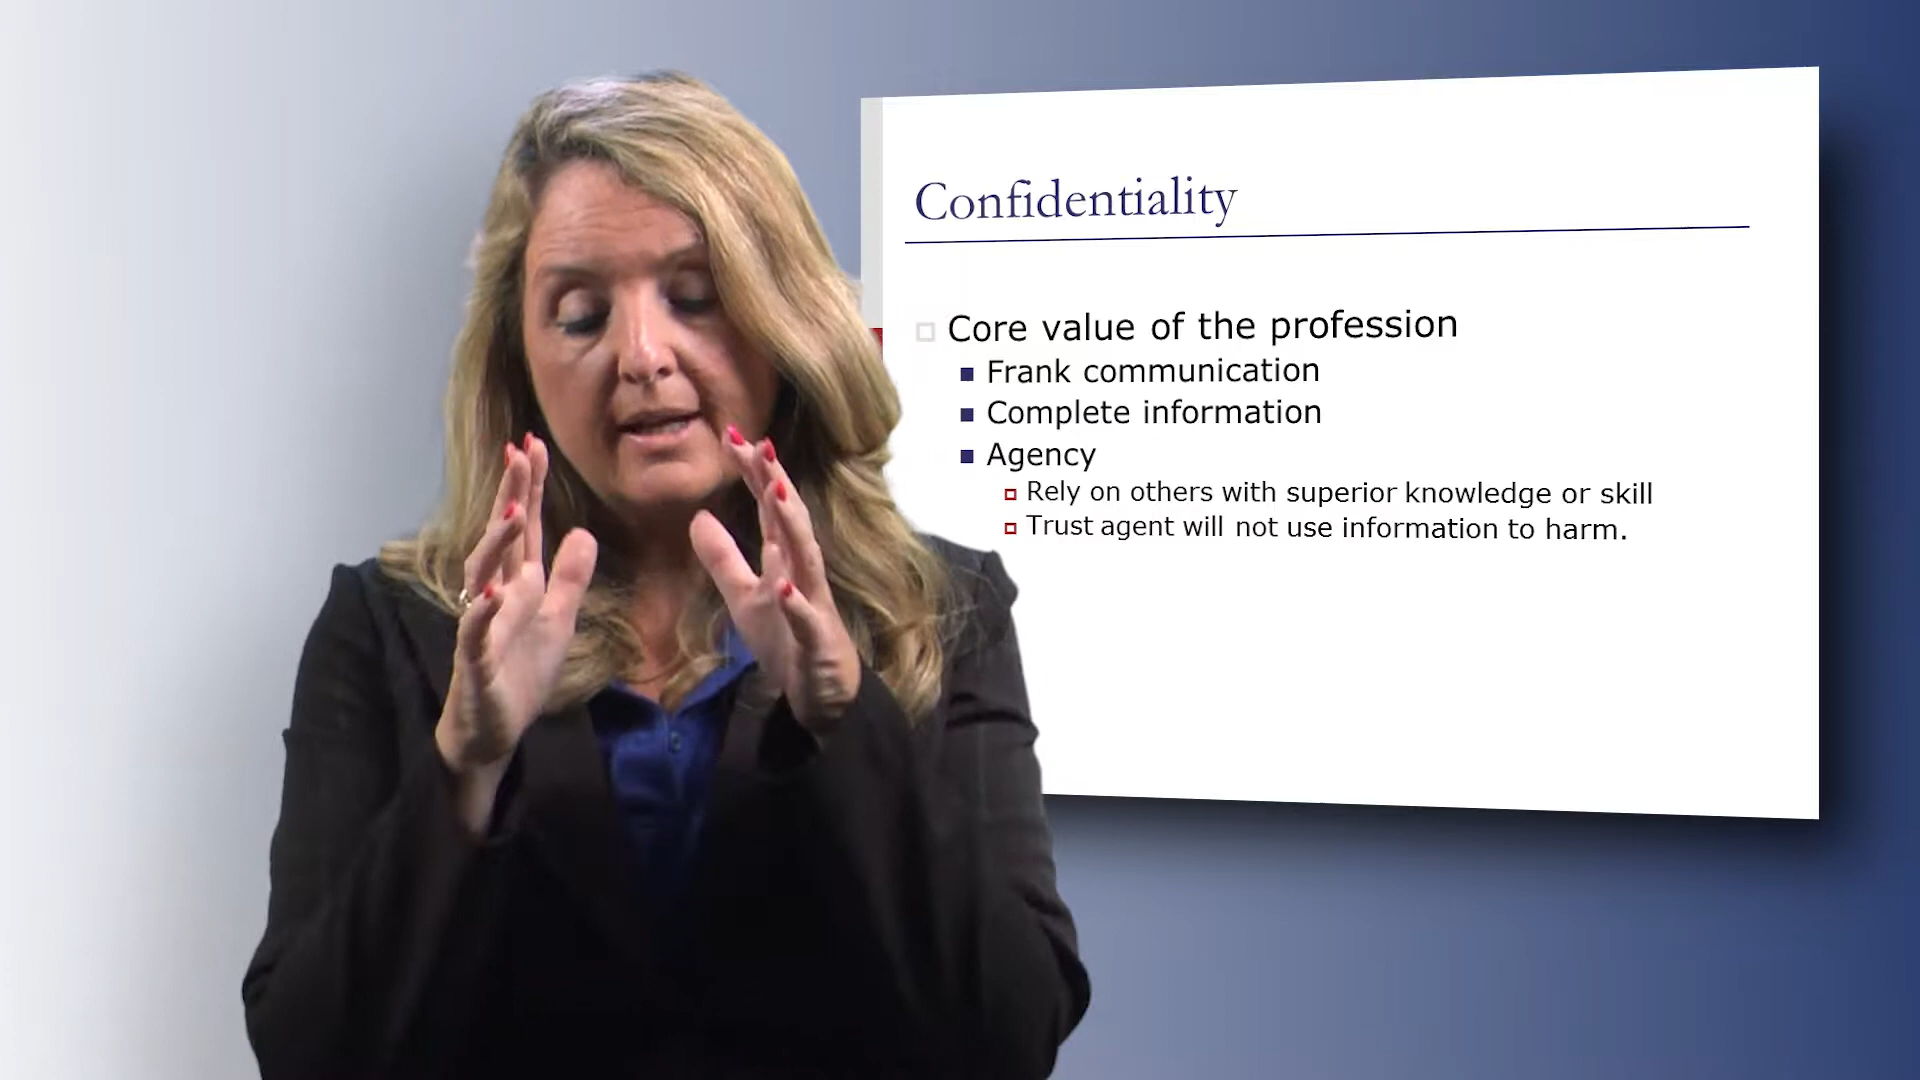 Confidentiality
Core value of the profession
Frank communication
Complete information
Agency
Rely on others with superior knowledge or skill
Trust agent will not use information to harm.